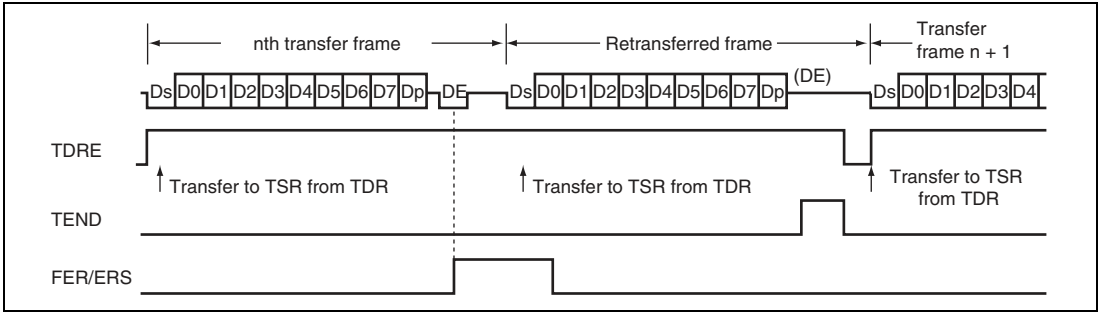 nth transfer frame
Retransferred frame
Transfer
frame n + 1
Ds D0 D1 D2 D3 D4 D5 D6 D7 Dp DE Ds D0 D1 D2 D3 D4 D5 D6 D7 Dp (DE) Ds D0 D1 D2 D3 D4
TDRE
Transfer to TSR from TDR
Transfer to TSR from TDR
Transfer to TSR
from TDR
TEND
FER/ERS